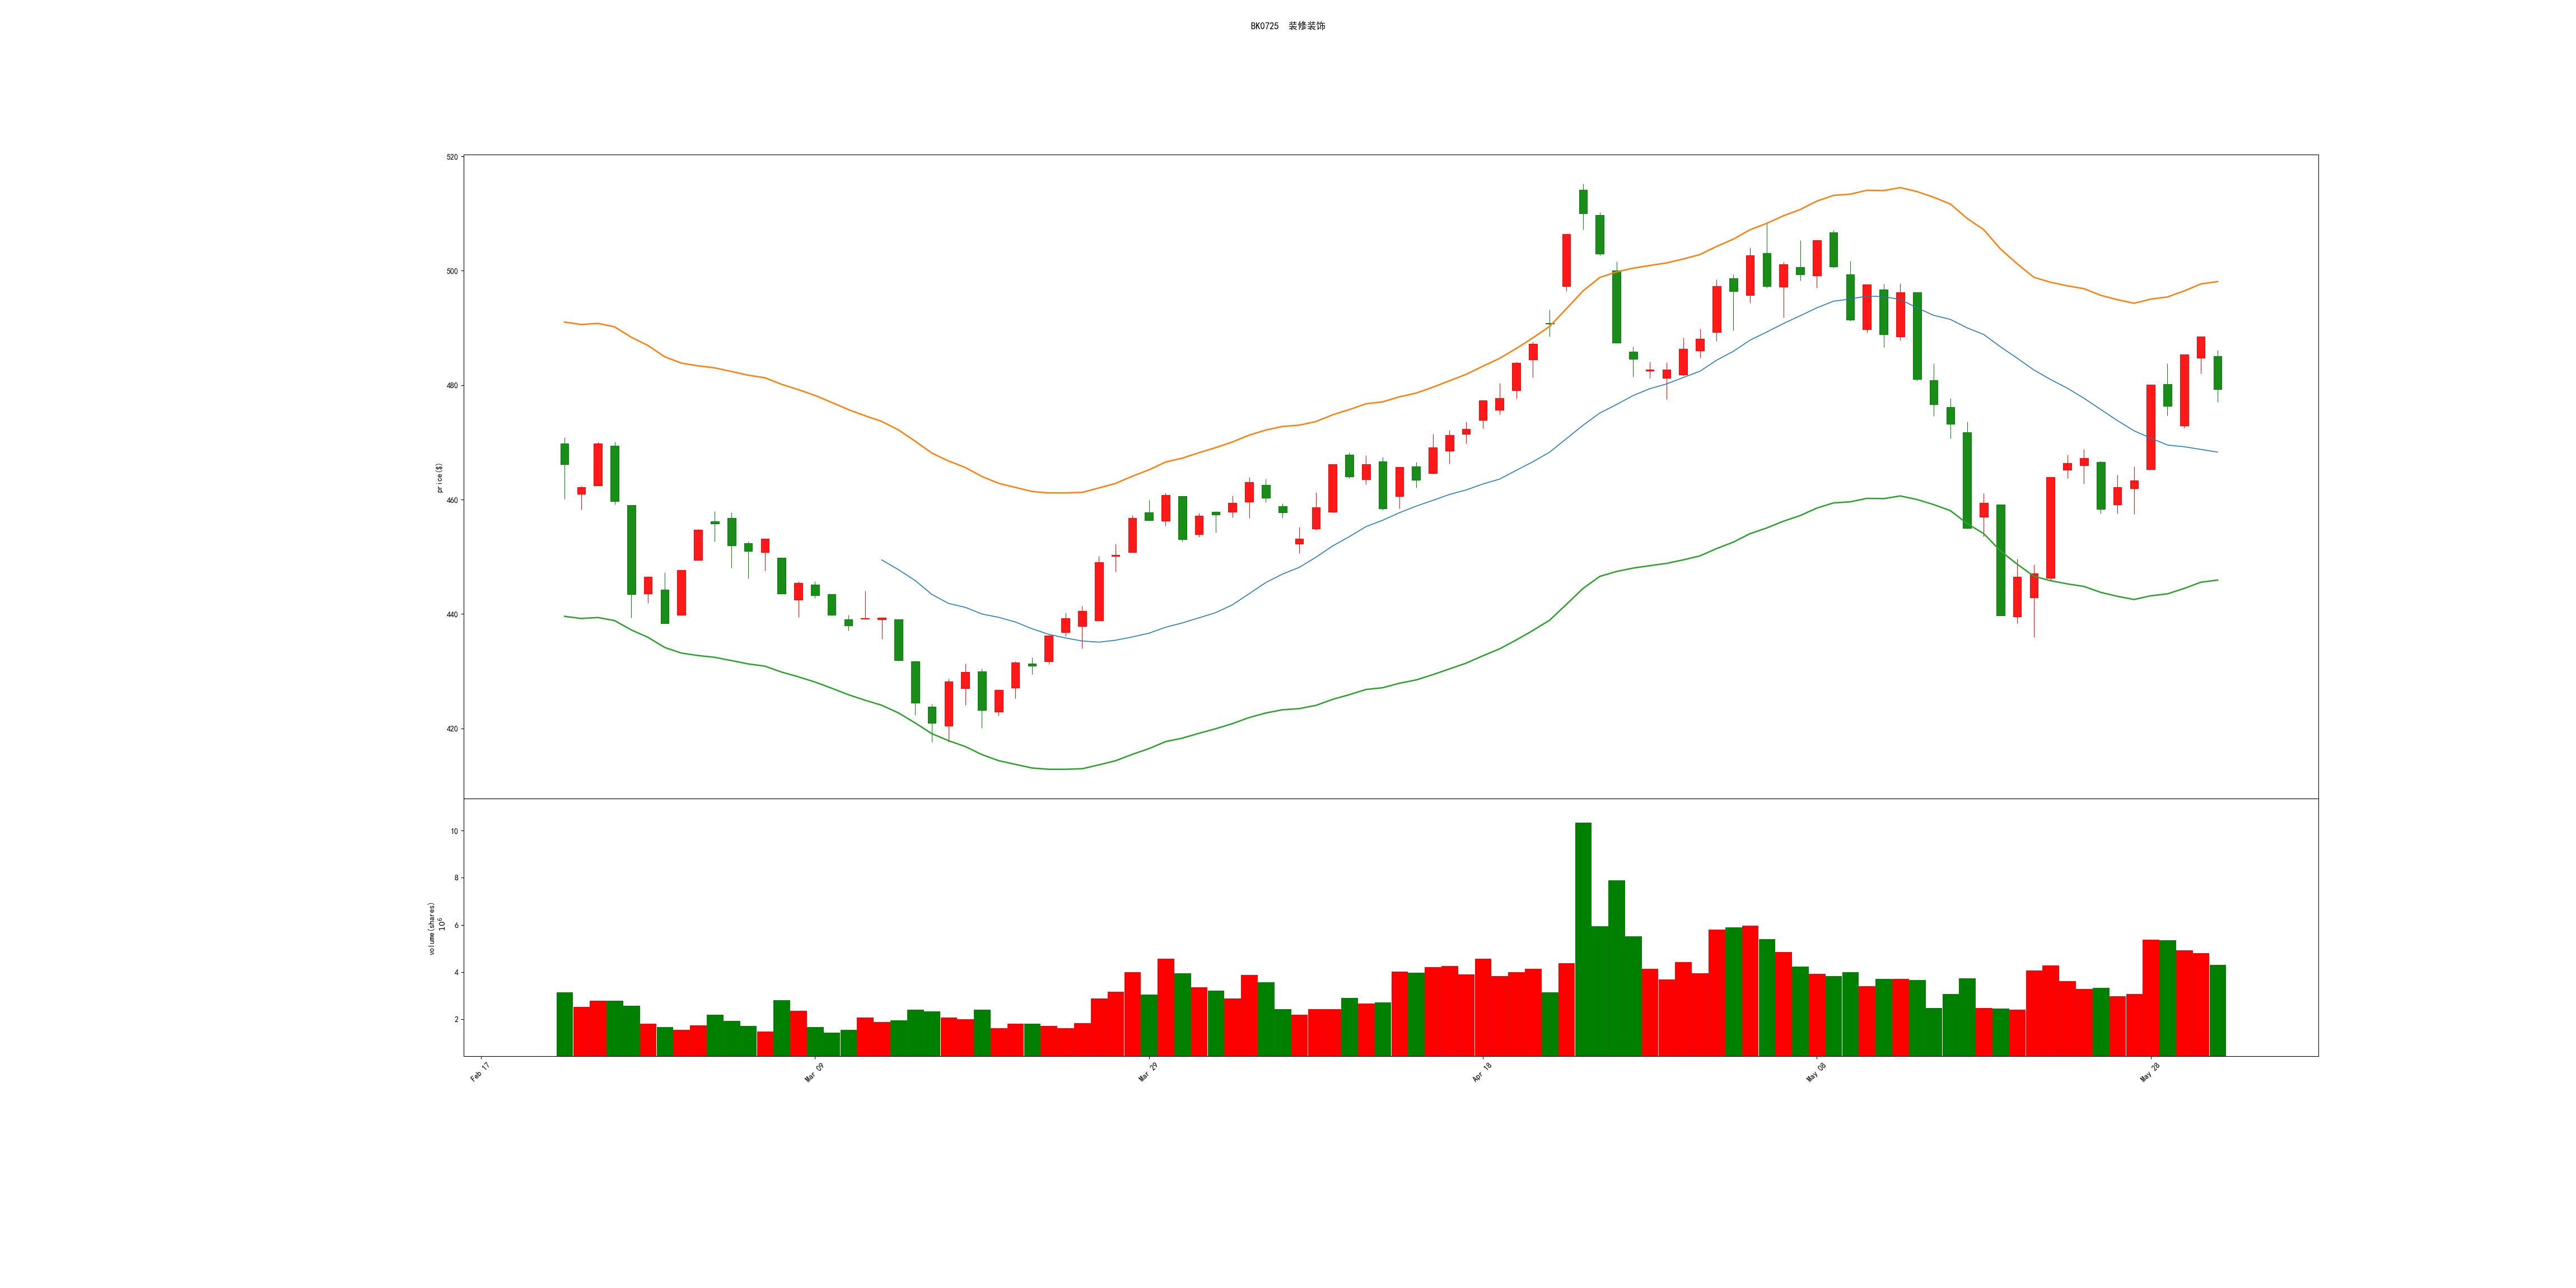 BK0725 装修装饰
520
500
480
460
440
420
price($)
10
8
6
4
2
volume(shares)
10⁶
Feb 17
Mar 09
Mar 29
Apr 18
May 08
May 28